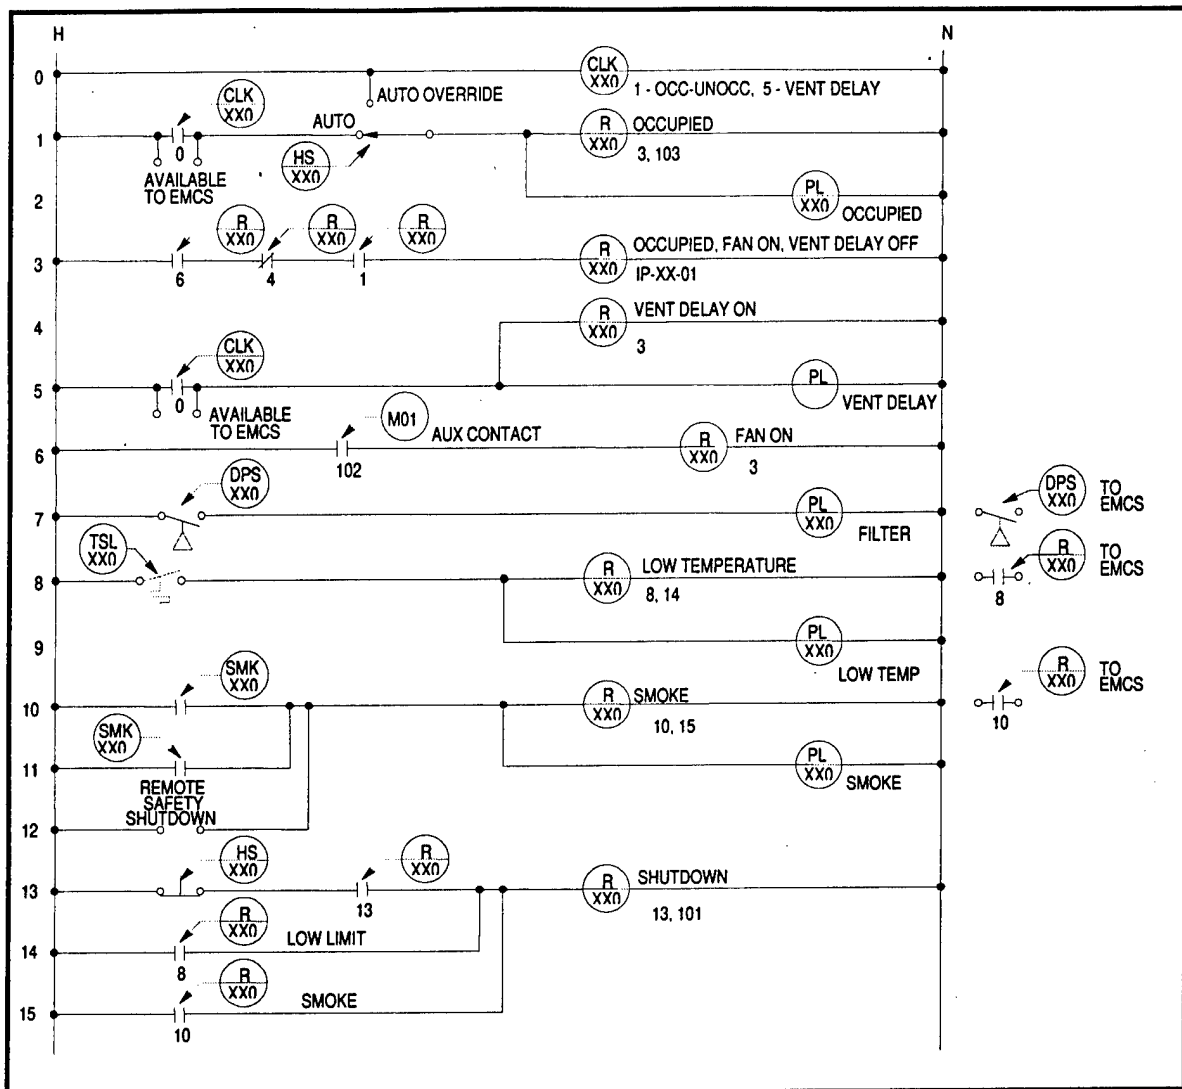 H
N
0
CLK
XX0
1 - OCC-UNOCC, 5 - VENT DELAY
AUTO OVERRIDE
CLK
XX0
AUTO
1
0
HS
XX0
R
XX0
OCCUPIED
3, 103
AVAILABLE
TO EMCS
2
PL
XX0
OCCUPIED
R
XX0
R
XX0
R
XX0
3
6
4
1
R
XX0
OCCUPIED, FAN ON, VENT DELAY OFF
IP-XX-01
4
R
XX0
VENT DELAY ON
3
CLK
XX0
5
0
AVAILABLE
TO EMCS
PL
VENT DELAY
M01
AUX CONTACT
6
102
R
XX0
FAN ON
3
DPS
XX0
7
PL
XX0
FILTER
DPS
XX0
TO
EMCS
TSL
XX0
8
R
XX0
LOW TEMPERATURE
8, 14
R
XX0
TO
EMCS
8
9
PL
XX0
LOW TEMP
SMK
XX0
10
R
XX0
SMOKE
10, 15
R
XX0
TO
EMCS
10
SMK
XX0
11
PL
XX0
SMOKE
REMOTE
SAFETY
SHUTDOWN
12
HS
XX0
R
XX0
13
13
R
XX0
SHUTDOWN
13, 101
R
XX0
14
8
LOW LIMIT
R
XX0
15
10
SMOKE